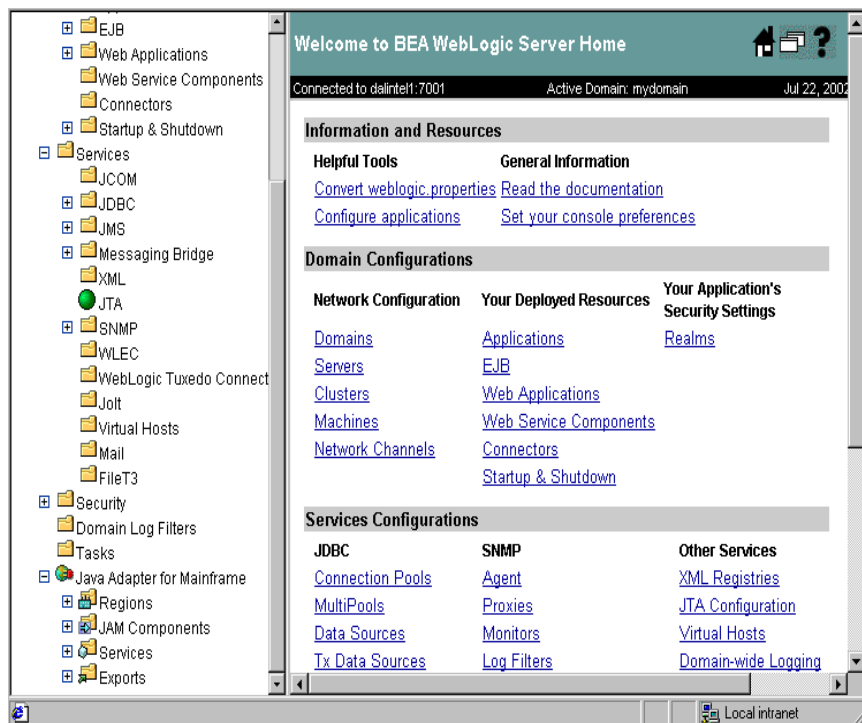 EJB
Web Applications
Web Service Components
Connectors
Startup & Shutdown
Services
JCOM
JDBC
JMS
Messaging Bridge
XML
JTA
SNMP
WLEC
WebLogic Tuxedo Connect
Jolt
Virtual Hosts
Mail
FileT3
Security
Domain Log Filters
Tasks
Java Adapter for Mainframe
Regions
JAM Components
Services
Exports
Welcome to BEA WebLogic Server Home
Connected to dalintel1:7001 Active Domain: mydomain Jul 22, 2002
Information and Resources
Helpful Tools General Information
Convert weblogic.properties Read the documentation
Configure applications Set your console preferences
Domain Configurations
Network Configuration Your Deployed Resources Your Application's Security Settings
Domains Applications Realms
Servers EJB
Clusters Web Applications
Machines Web Service Components
Network Channels Connectors
Startup & Shutdown
Services Configurations
JDBC SNMP Other Services
Connection Pools Agent XML Registries
MultiPools Proxies JTA Configuration
Data Sources Monitors Virtual Hosts
Tx Data Sources Log Filters Domain-wide Logging
Local intranet